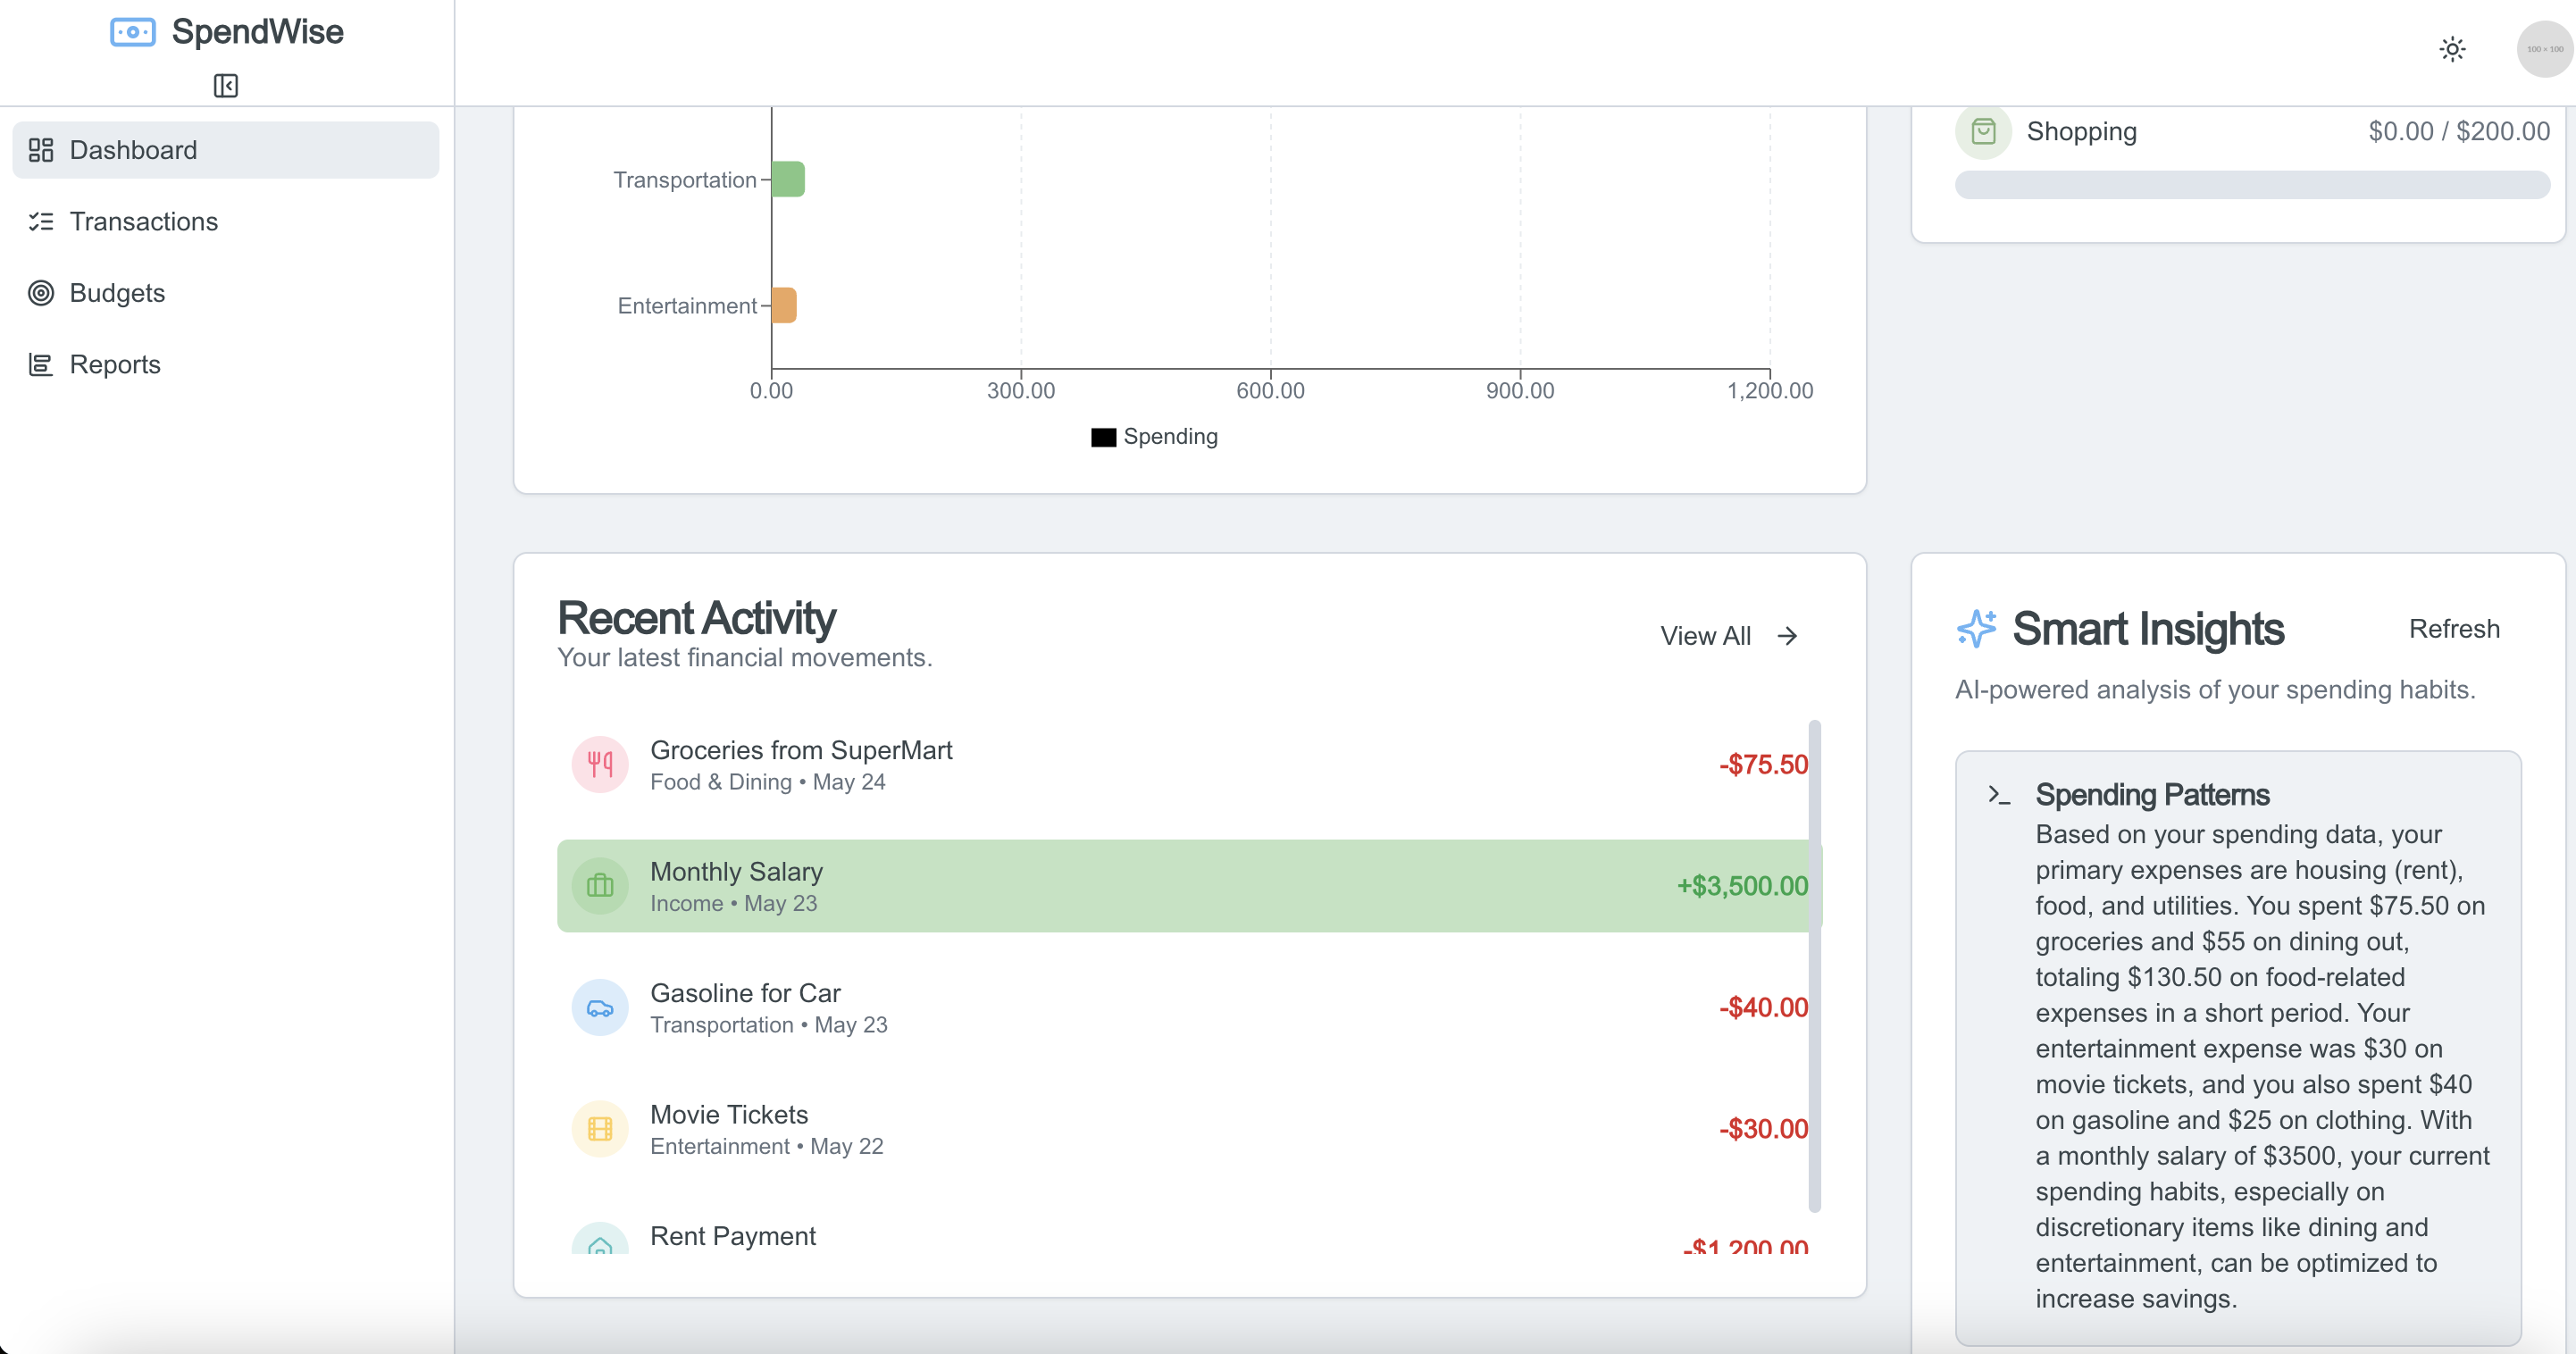 SpendWise
100 × 100
Dashboard
Transactions
Budgets
Reports
Transportation
Entertainment
0.00 300.00 600.00 900.00 1,200.00
Spending
Shopping $0.00 / $200.00
Recent Activity
Your latest financial movements.
View All
Groceries from SuperMart
Food & Dining • May 24
-$75.50
Monthly Salary
Income • May 23
+$3,500.00
Gasoline for Car
Transportation • May 23
-$40.00
Movie Tickets
Entertainment • May 22
-$30.00
Rent Payment
-$1,200.00
Smart Insights
Refresh
AI-powered analysis of your spending habits.
Spending Patterns
Based on your spending data, your
primary expenses are housing (rent),
food, and utilities. You spent $75.50 on
groceries and $55 on dining out,
totaling $130.50 on food-related
expenses in a short period. Your
entertainment expense was $30 on
movie tickets, and you also spent $40
on gasoline and $25 on clothing. With
a monthly salary of $3500, your current
spending habits, especially on
discretionary items like dining and
entertainment, can be optimized to
increase savings.